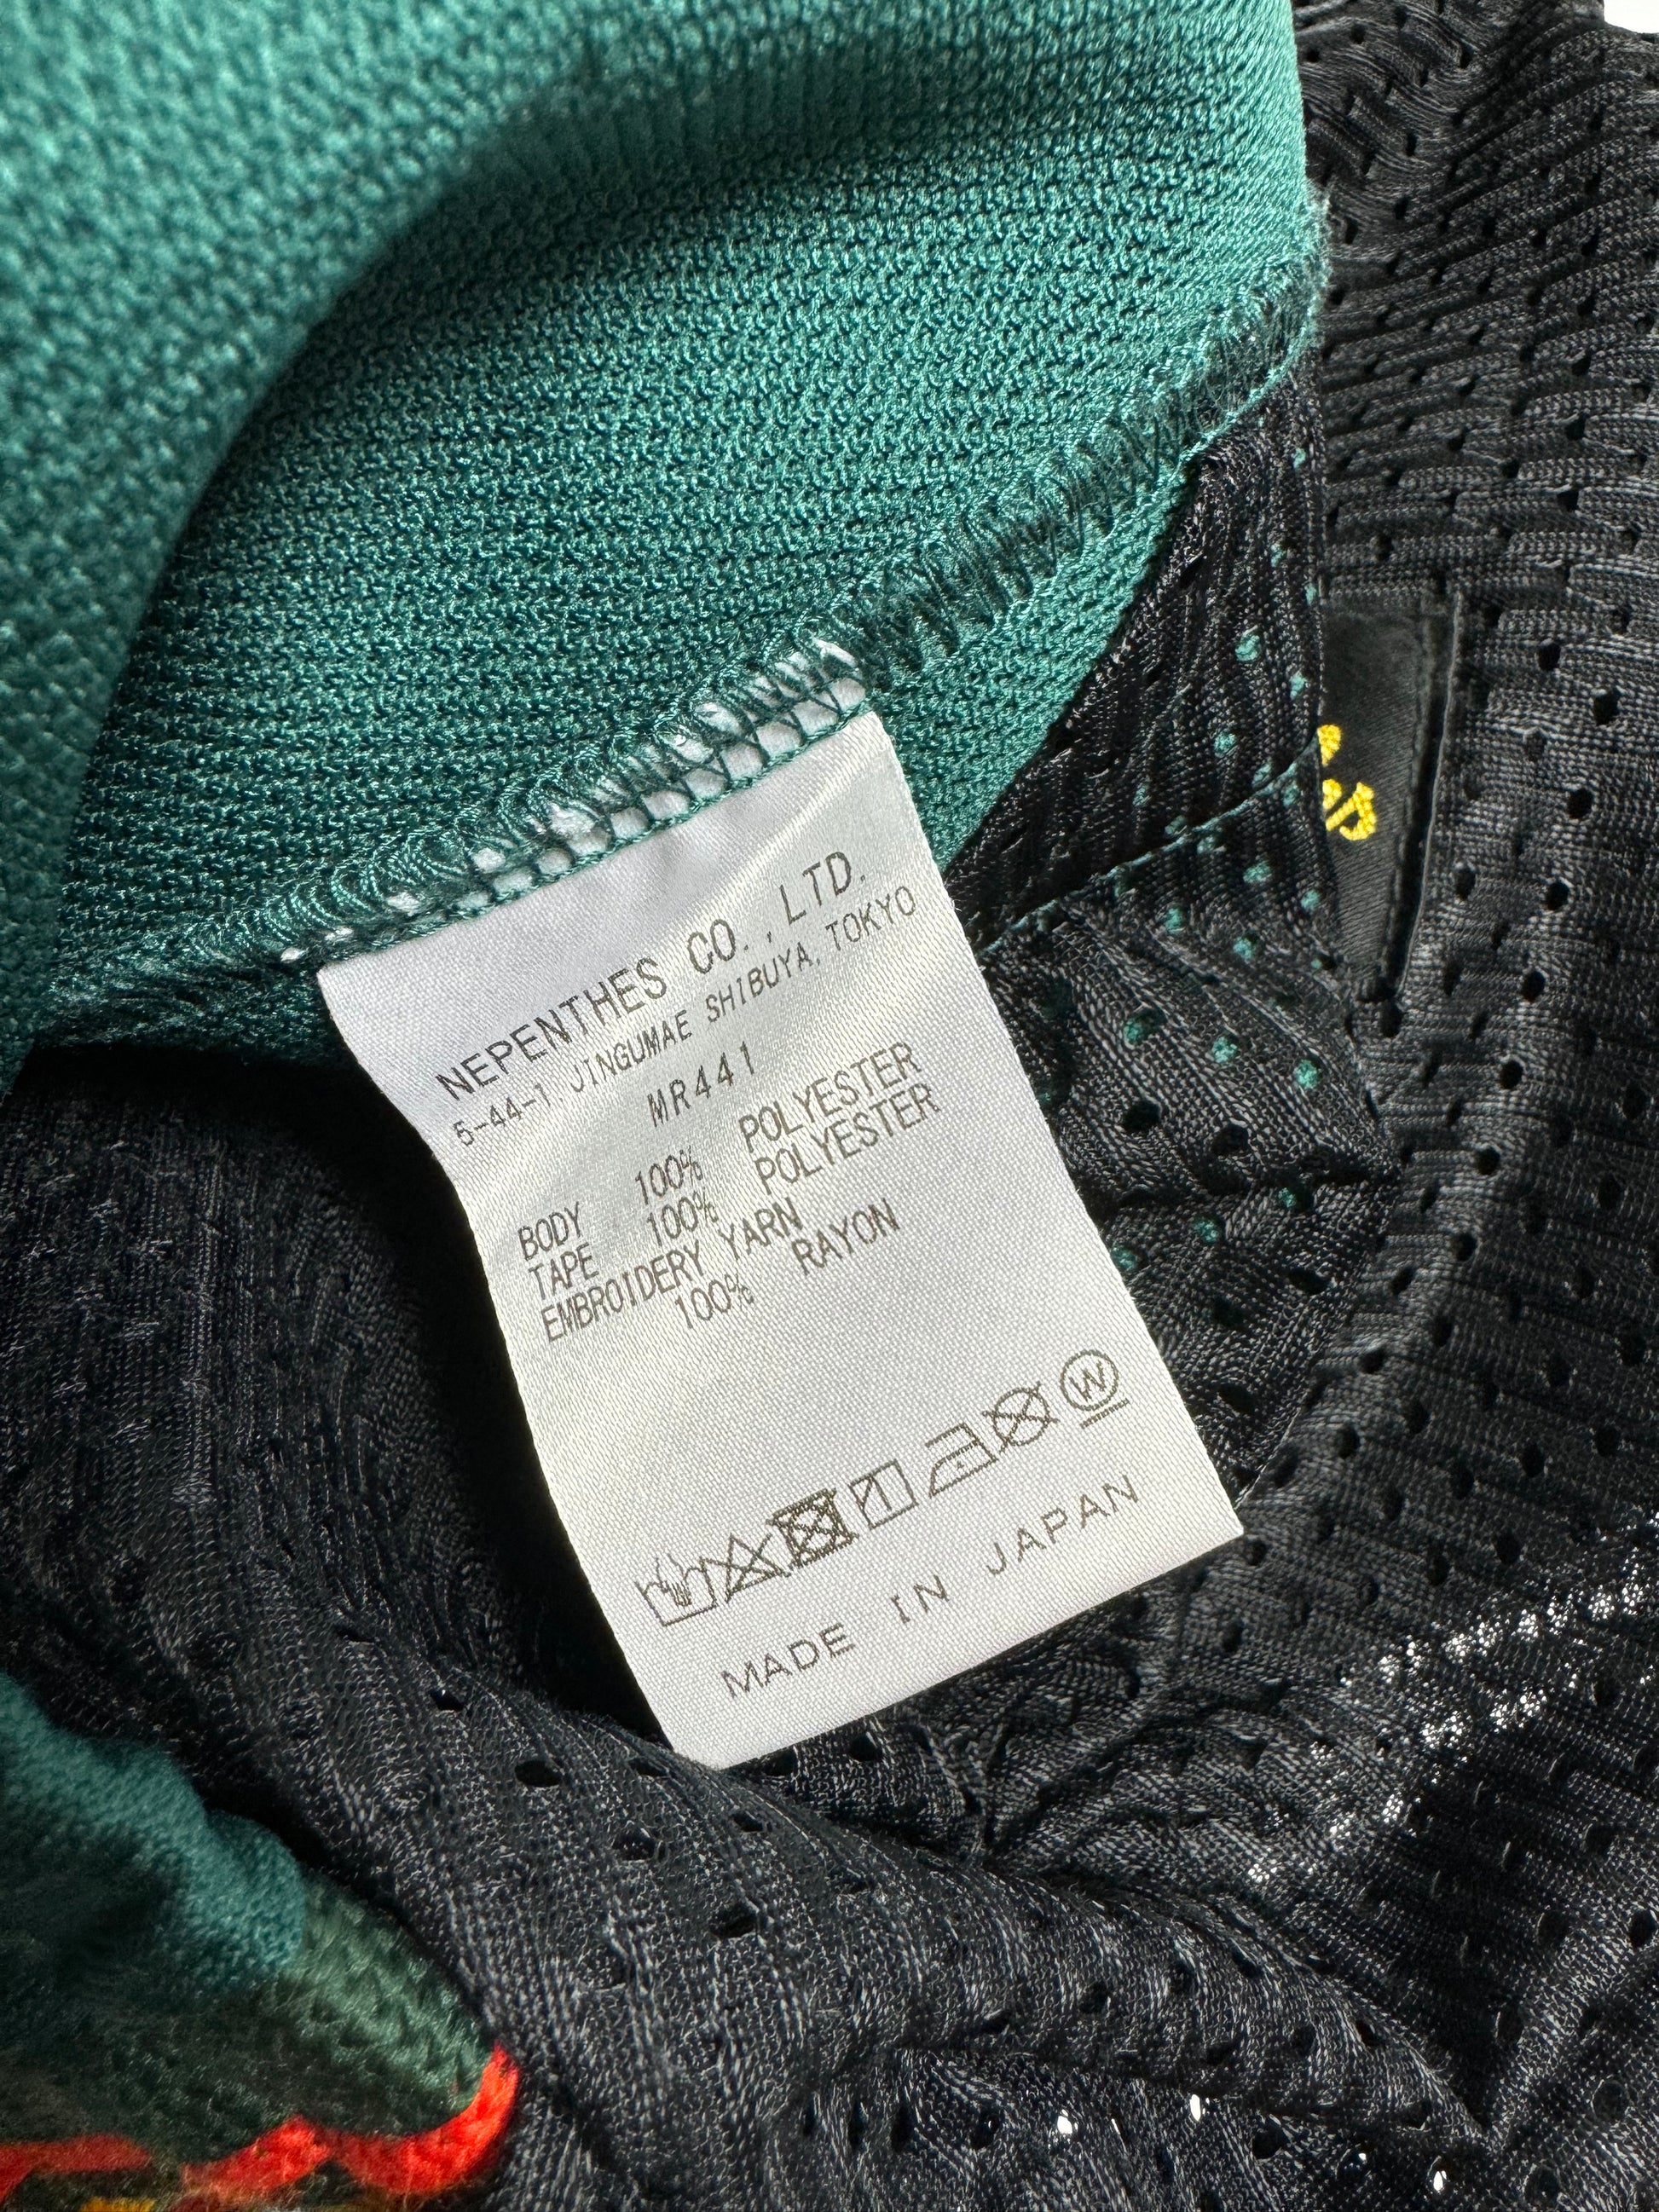 NEPENTHES CO.,LTD.
5-44-1, JINGUMAE SHIBUYA, TOKYO
MR441
BODY 100% POLYESTER
TAPE 100% POLYESTER
EMBROIDERY YARN
100% RAYON
W
MADE IN JAPAN